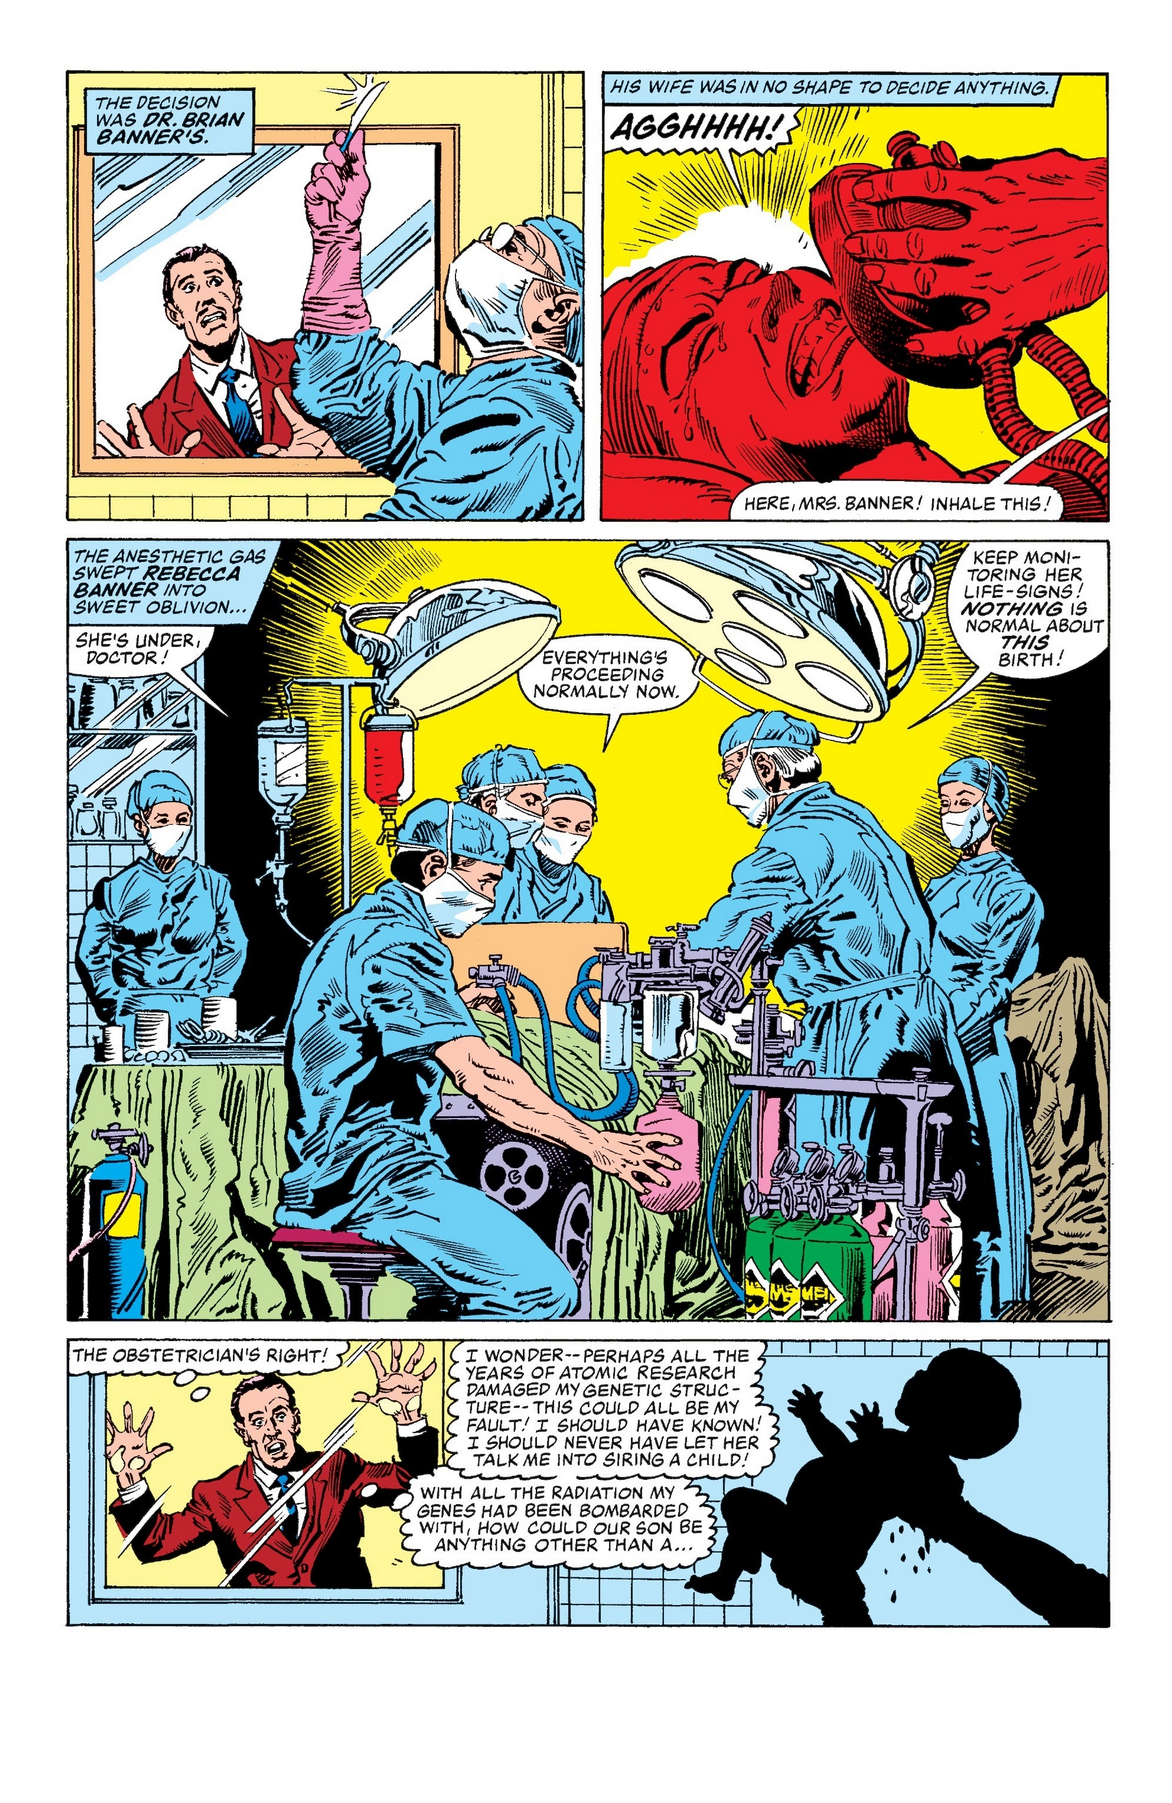 THE DECISION
WAS DR. BRIAN
BANNER'S.
HIS WIFE WAS IN NO SHAPE TO DECIDE ANYTHING.
AGGHHHH!
HERE, MRS. BANNER! INHALE THIS!
THE ANESTHETIC GAS
SWEPT REBECCA
BANNER INTO
SWEET OBLIVION...
SHE'S UNDER,
DOCTOR!
EVERYTHING'S
PROCEEDING
NORMALLY NOW.
KEEP MONI-
TORING HER
LIFE-SIGNS!
NOTHING IS
NORMAL ABOUT
THIS
BIRTH!
THE OBSTETRICIAN'S RIGHT!
I WONDER--PERHAPS ALL THE
YEARS OF ATOMIC RESEARCH
DAMAGED MY GENETIC STRUC-
TURE--THIS COULD ALL BE MY
FAULT! I SHOULD HAVE KNOWN!
I SHOULD NEVER HAVE LET HER
TALK ME INTO SIRING A CHILD!
WITH ALL THE RADIATION MY
GENES HAD BEEN BOMBARDED
WITH, HOW COULD OUR SON BE
ANYTHING OTHER THAN A...